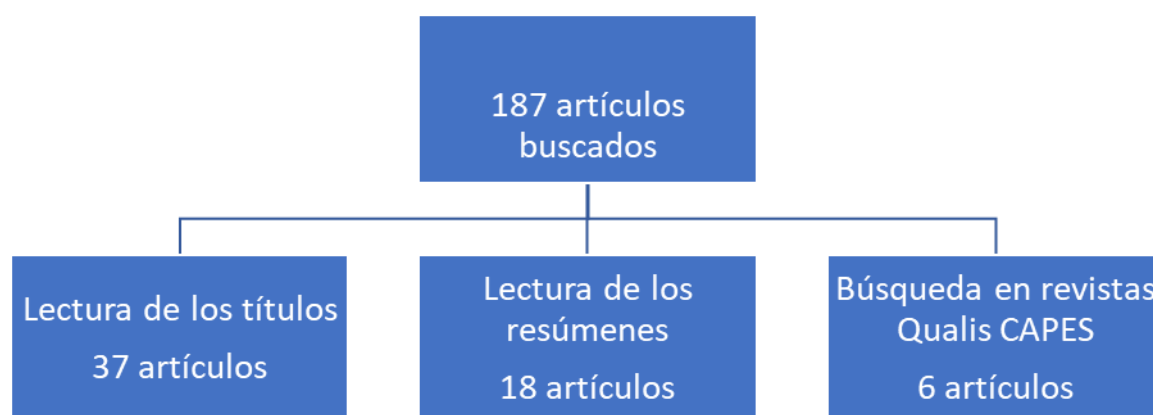 187 artículos
buscados
Lectura de los títulos
37 artículos
Lectura de los
resúmenes
18 artículos
Búsqueda en revistas
Qualis CAPES
6 artículos